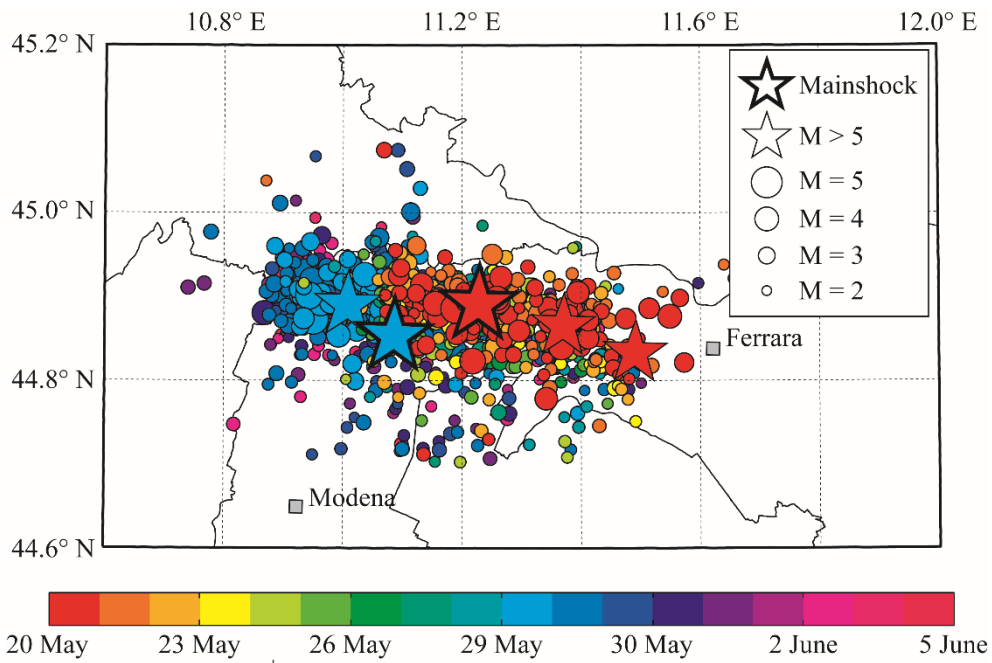 10.8° E 11.2° E 11.6° E 12.0° E
45.2° N
Mainshock
M > 5
M = 5
45.0° N
M = 4
M = 3
M = 2
Ferrara
44.8° N
Modena
44.6° N
20 May 23 May 26 May 29 May 30 May 2 June 5 June